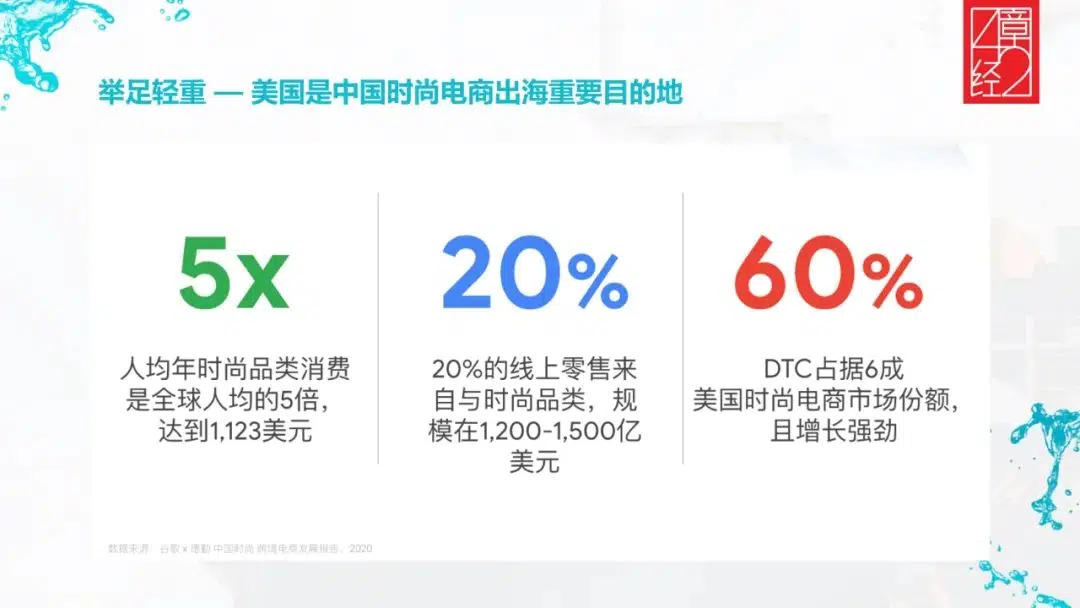 42章经
举足轻重 — 美国是中国时尚电商出海重要目的地
5x
人均年时尚品类消费
是全球人均的5倍，
达到1,123美元
20%
20%的线上零售来
自与时尚品类，规
模在1,200-1,500亿
美元
60%
DTC占据6成
美国时尚电商市场份额，
且增长强劲
数据来源：谷歌 x 德勤 中国时尚 跨境电商发展报告，2020